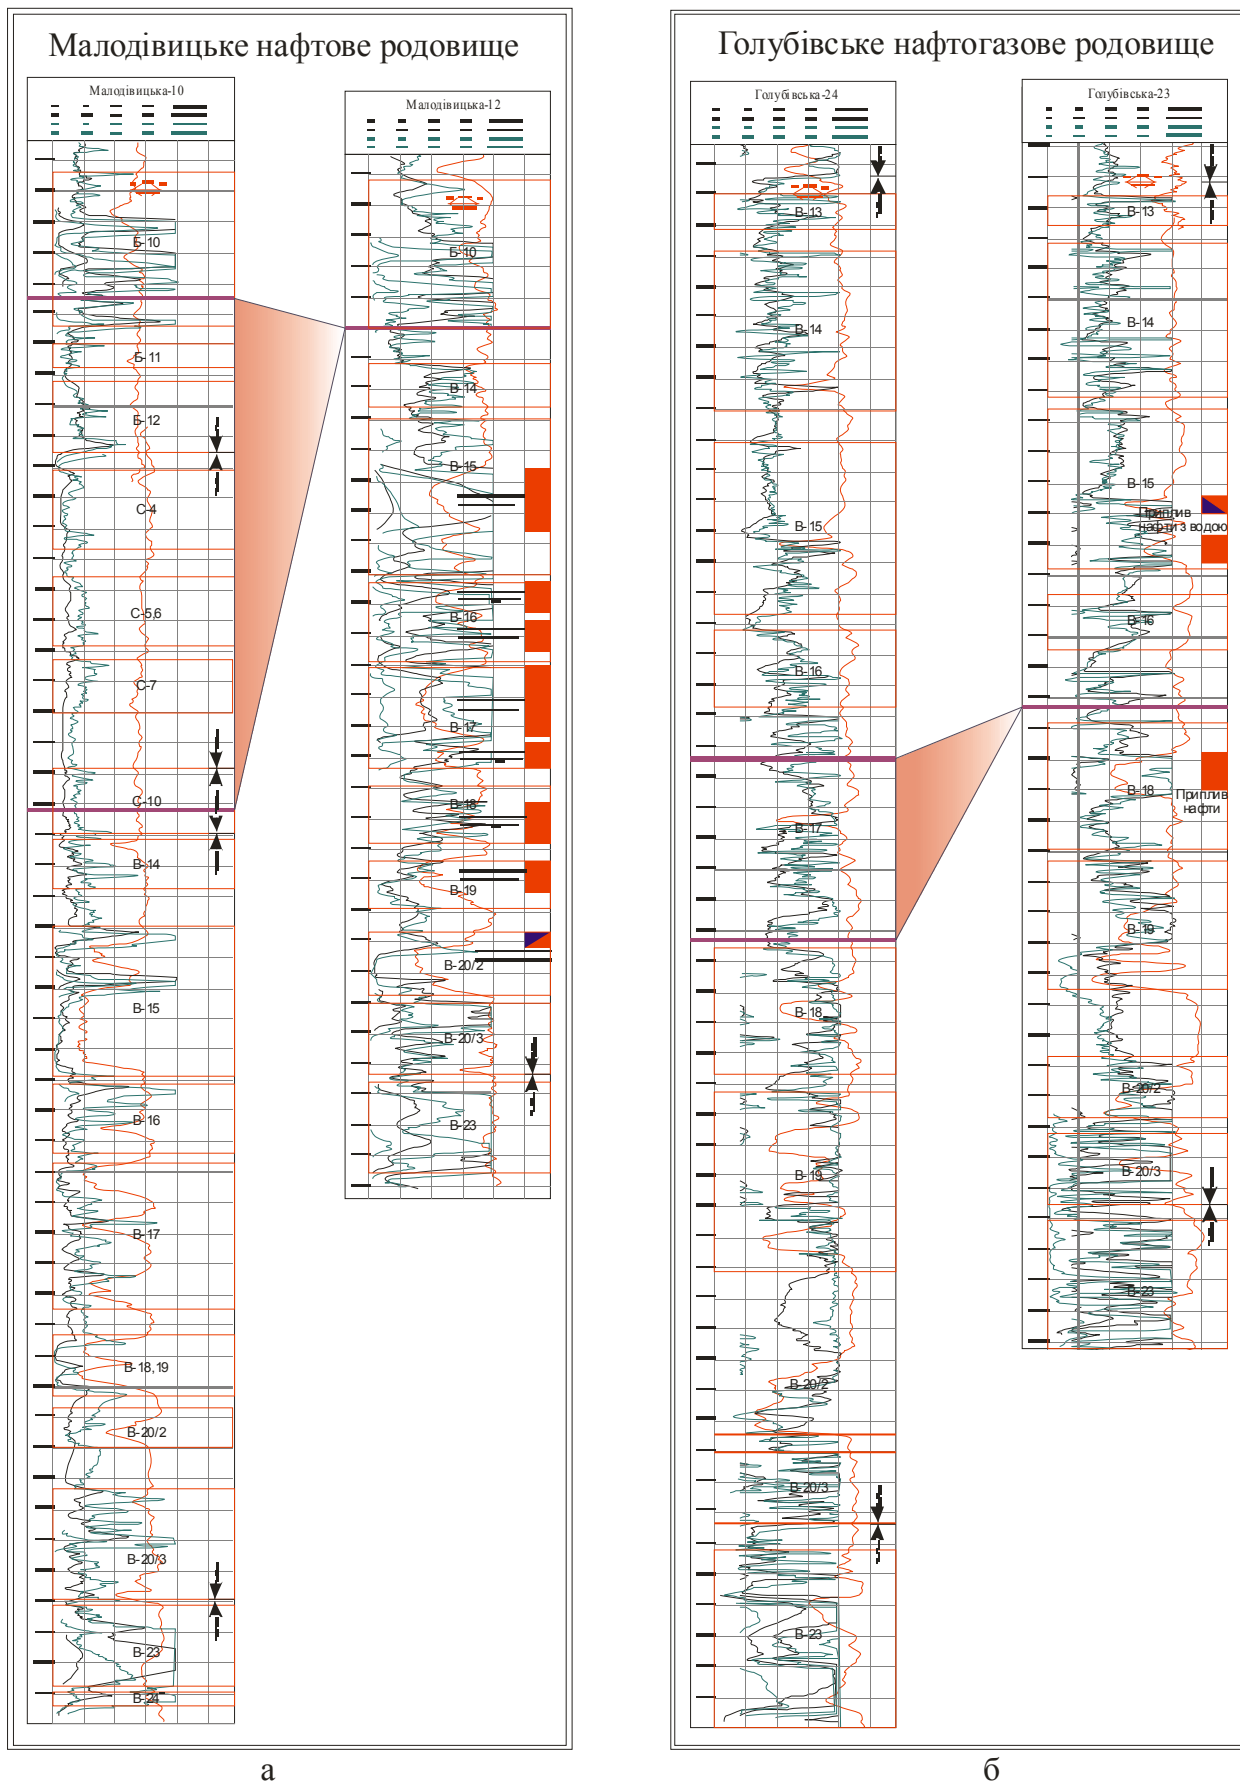 Малодівицьке нафтове родовище
Малодівицька-10
Б-10
Б-11
Б-12
С-4
С-5,6
С-7
С-10
В-14
В-15
В-16
В-17
В-18,19
В-20/2
В-20/3
В-23
В-24
Малодівицька-12
Б-10
В-14
В-15
В-16
В-17
В-18
В-19
В-20/2
В-20/3
В-23
а
Голубівське нафтогазове родовище
Голубівська-24
В-13
В-14
В-15
В-16
В-17
В-18
В-19
В-20/2
В-20/3
В-23
Голубівська-23
В-13
В-14
В-15
Приплив
нафти з водою
В-16
В-18
Приплив
нафти
В-19
В-20/2
В-20/3
В-23
б